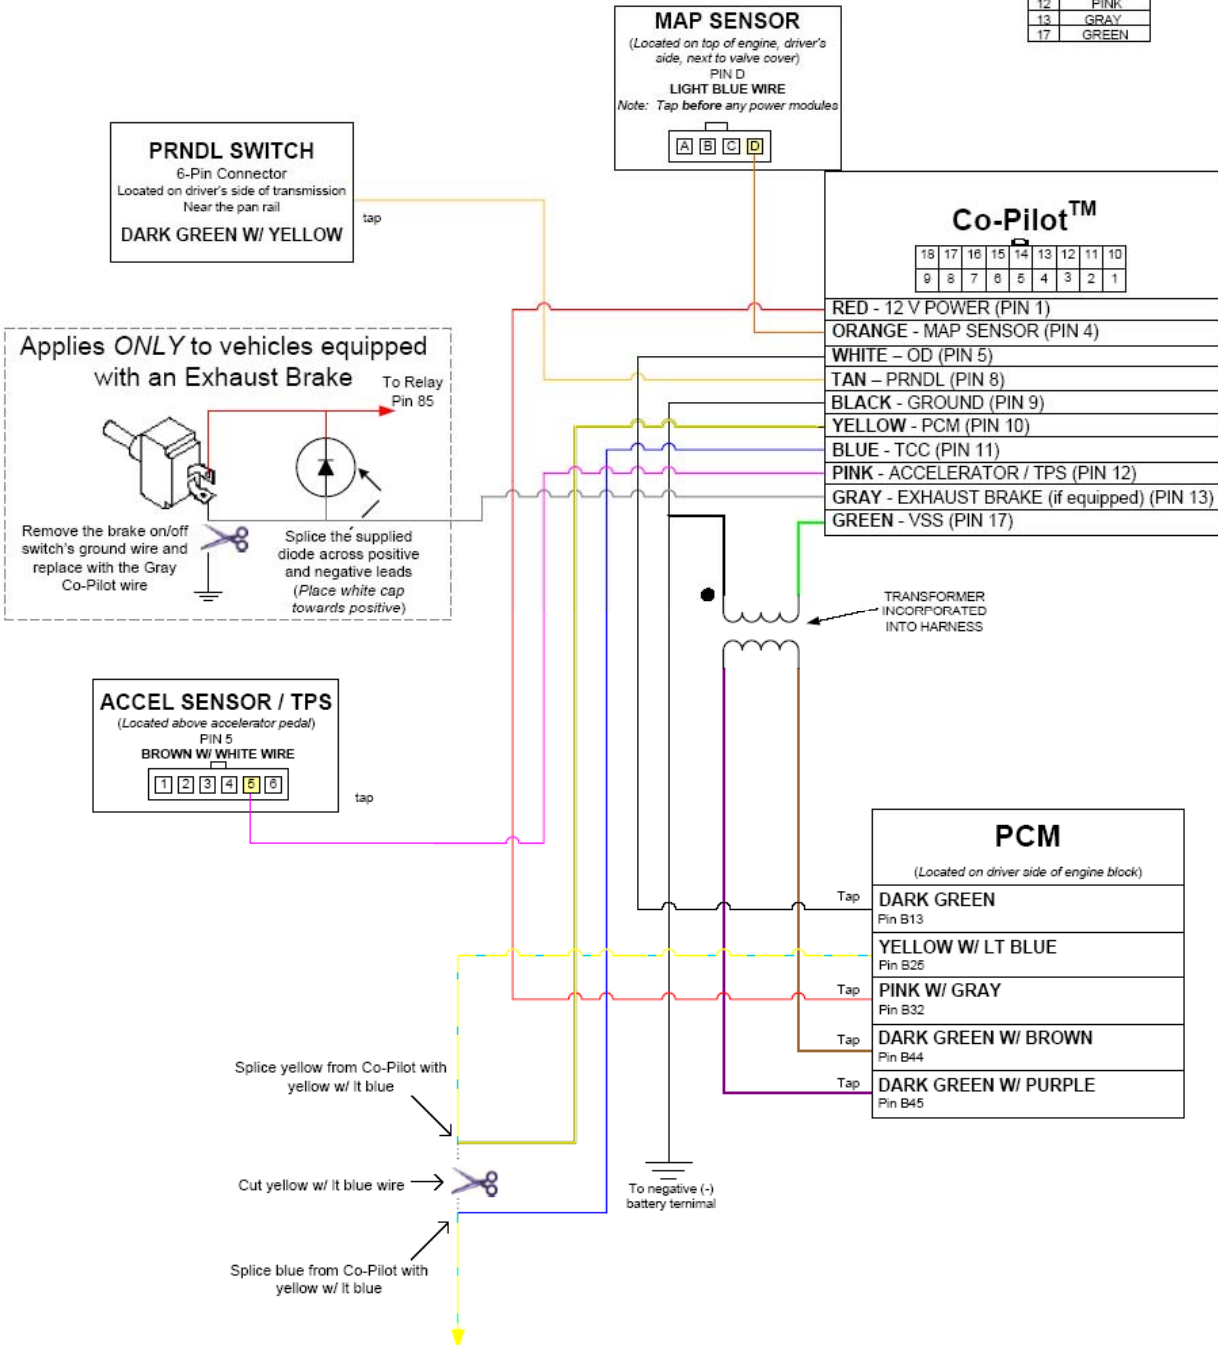 12 PINK
13 GRAY
17 GREEN
MAP SENSOR
(Located on top of engine, driver's
side, next to valve cover)
PIN D
LIGHT BLUE WIRE
Note: Tap before any power modules
A B C D
PRNDL SWITCH
6-Pin Connector
Located on driver's side of transmission
Near the pan rail
DARK GREEN W/ YELLOW
tap
Co-Pilot™
18 17 16 15 14 13 12 11 10
9 8 7 6 5 4 3 2 1
RED - 12 V POWER (PIN 1)
ORANGE - MAP SENSOR (PIN 4)
WHITE – OD (PIN 5)
TAN – PRNDL (PIN 8)
BLACK - GROUND (PIN 9)
YELLOW - PCM (PIN 10)
BLUE - TCC (PIN 11)
PINK - ACCELERATOR / TPS (PIN 12)
GRAY - EXHAUST BRAKE (if equipped) (PIN 13)
GREEN - VSS (PIN 17)
Applies ONLY to vehicles equipped
with an Exhaust Brake
To Relay
Pin 85
Remove the brake on/off
switch's ground wire and
replace with the Gray
Co-Pilot wire
Splice the supplied
diode across positive
and negative leads
(Place white cap
towards positive)
TRANSFORMER
INCORPORATED
INTO HARNESS
ACCEL SENSOR / TPS
(Located above accelerator pedal)
PIN 5
BROWN W/ WHITE WIRE
1 2 3 4 5 6
tap
PCM
(Located on driver side of engine block)
Tap
DARK GREEN
Pin B13
YELLOW W/ LT BLUE
Pin B25
Tap
PINK W/ GRAY
Pin B32
Tap
DARK GREEN W/ BROWN
Pin B44
Tap
DARK GREEN W/ PURPLE
Pin B45
Splice yellow from Co-Pilot with
yellow w/ lt blue
Cut yellow w/ lt blue wire
To negative (-)
battery ternimal
Splice blue from Co-Pilot with
yellow w/ lt blue